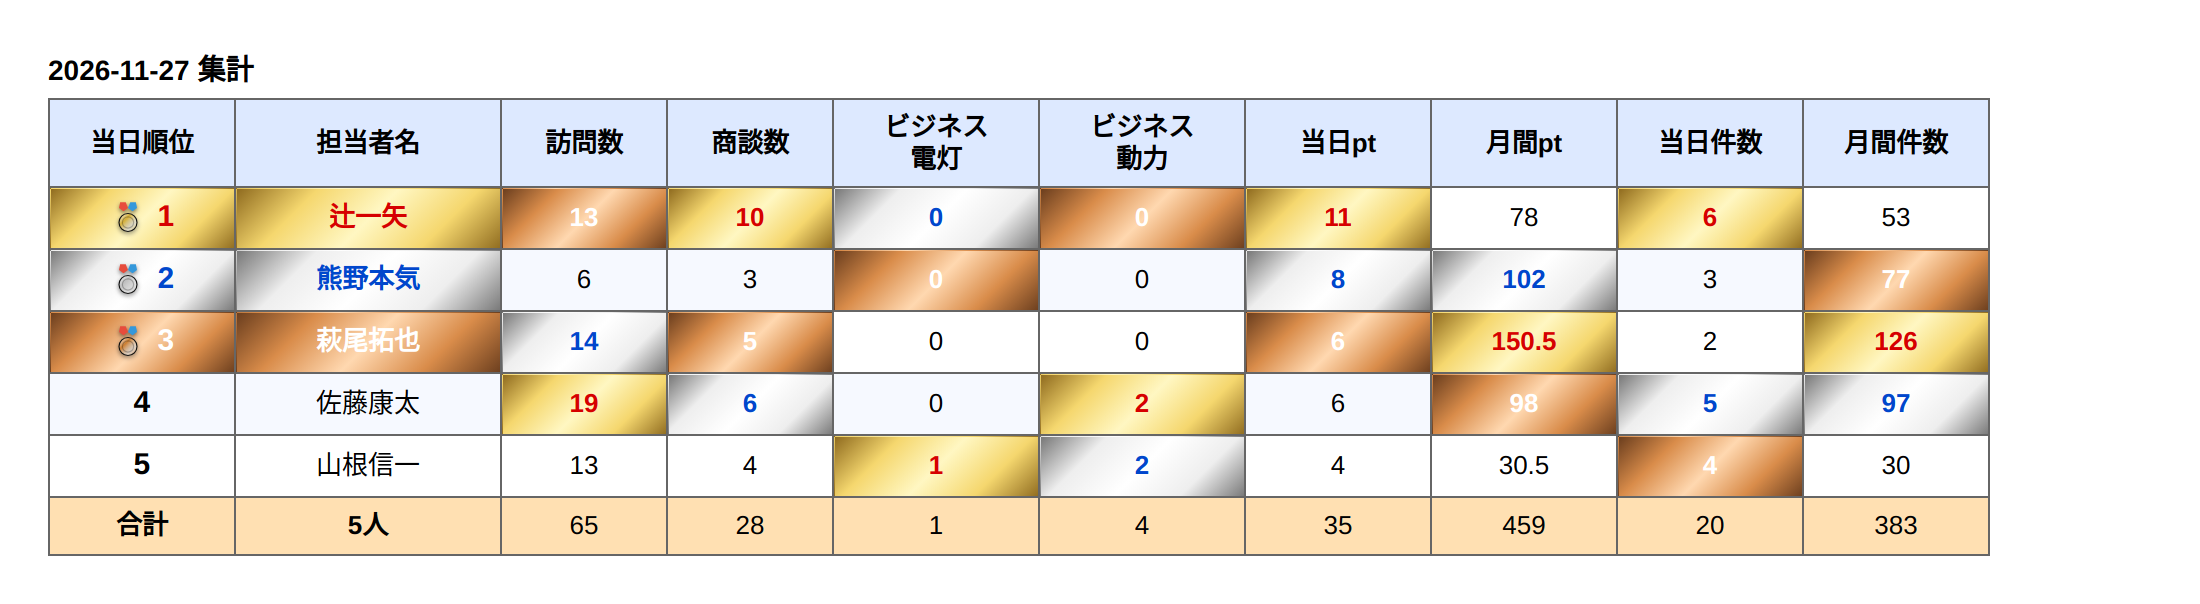 2026-11-27 集計
当日順位 担当者名 訪問数 商談数 ビジネス電灯 ビジネス動力 当日pt 月間pt 当日件数 月間件数
1 辻一矢 13 10 0 0 11 78 6 53
2 熊野本気 6 3 0 0 8 102 3 77
3 萩尾拓也 14 5 0 0 6 150.5 2 126
4 佐藤康太 19 6 0 2 6 98 5 97
5 山根信一 13 4 1 2 4 30.5 4 30
合計 5人 65 28 1 4 35 459 20 383